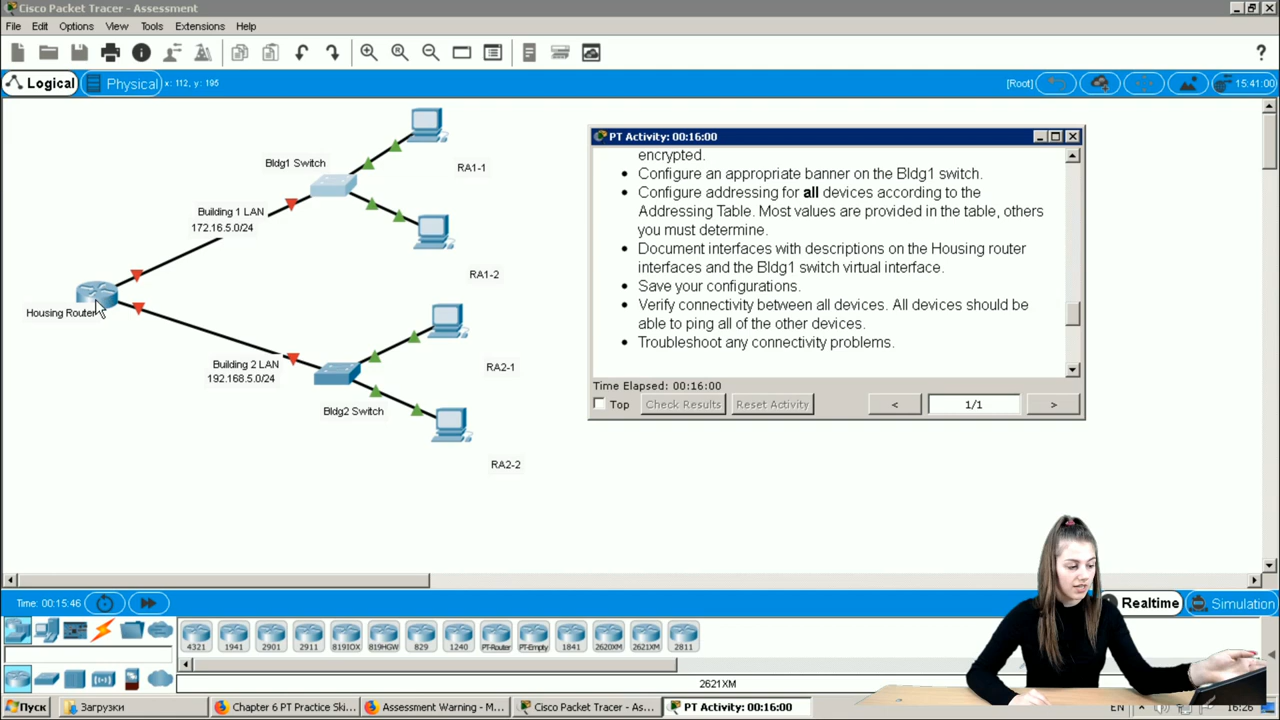 Cisco Packet Tracer - Assessment
File Edit Options View Tools Extensions Help
Logical Physical x: 112, y: 195 [Root] 15:41:00
Bldg1 Switch
RA1-1
Building 1 LAN
172.16.5.0/24
RA1-2
Housing Router
Building 2 LAN
192.168.5.0/24
RA2-1
Bldg2 Switch
RA2-2
PT Activity: 00:16:00
encrypted.
• Configure an appropriate banner on the Bldg1 switch.
• Configure addressing for all devices according to the
Addressing Table. Most values are provided in the table, others
you must determine.
• Document interfaces with descriptions on the Housing router
interfaces and the Bldg1 switch virtual interface.
• Save your configurations.
• Verify connectivity between all devices. All devices should be
able to ping all of the other devices.
• Troubleshoot any connectivity problems.
Time Elapsed: 00:16:00
Top Check Results Reset Activity < 1/1 >
Time: 00:15:46 Realtime Simulation
4321 1941 2901 2911 819IOX 819HGW 829 1240 PT-Router PT-Empty 1841 2620XM 2621XM 2811
2621XM
Пуск Загрузки Chapter 6 PT Practice Ski... Assessment Warning - M... Cisco Packet Tracer - As... PT Activity: 00:16:00 EN 16:26